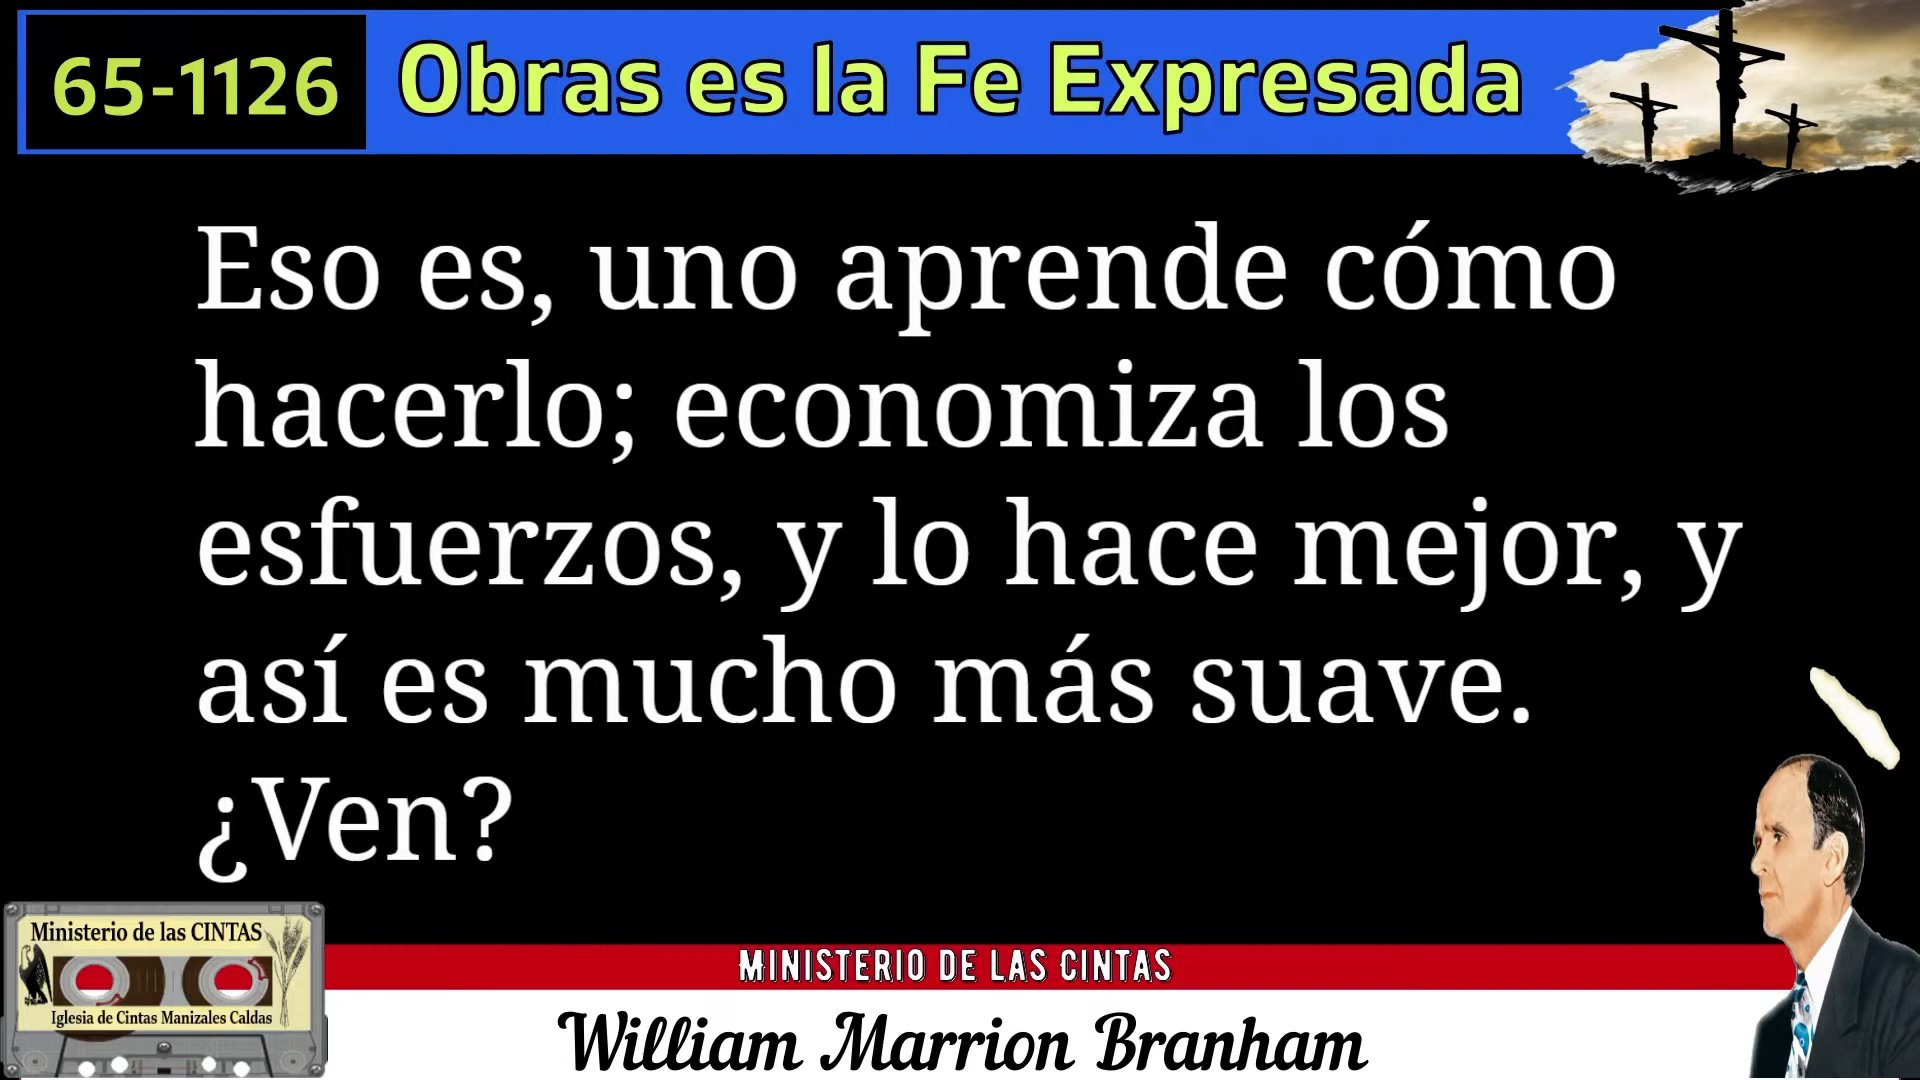 65-1126
Obras es la Fe Expresada
Eso es, uno aprende cómo
hacerlo; economiza los
esfuerzos, y lo hace mejor, y
así es mucho más suave.
¿Ven?
Ministerio de las CINTAS
Iglesia de Cintas Manizales Caldas
MINISTERIO DE LAS CINTAS
William Marrion Branham